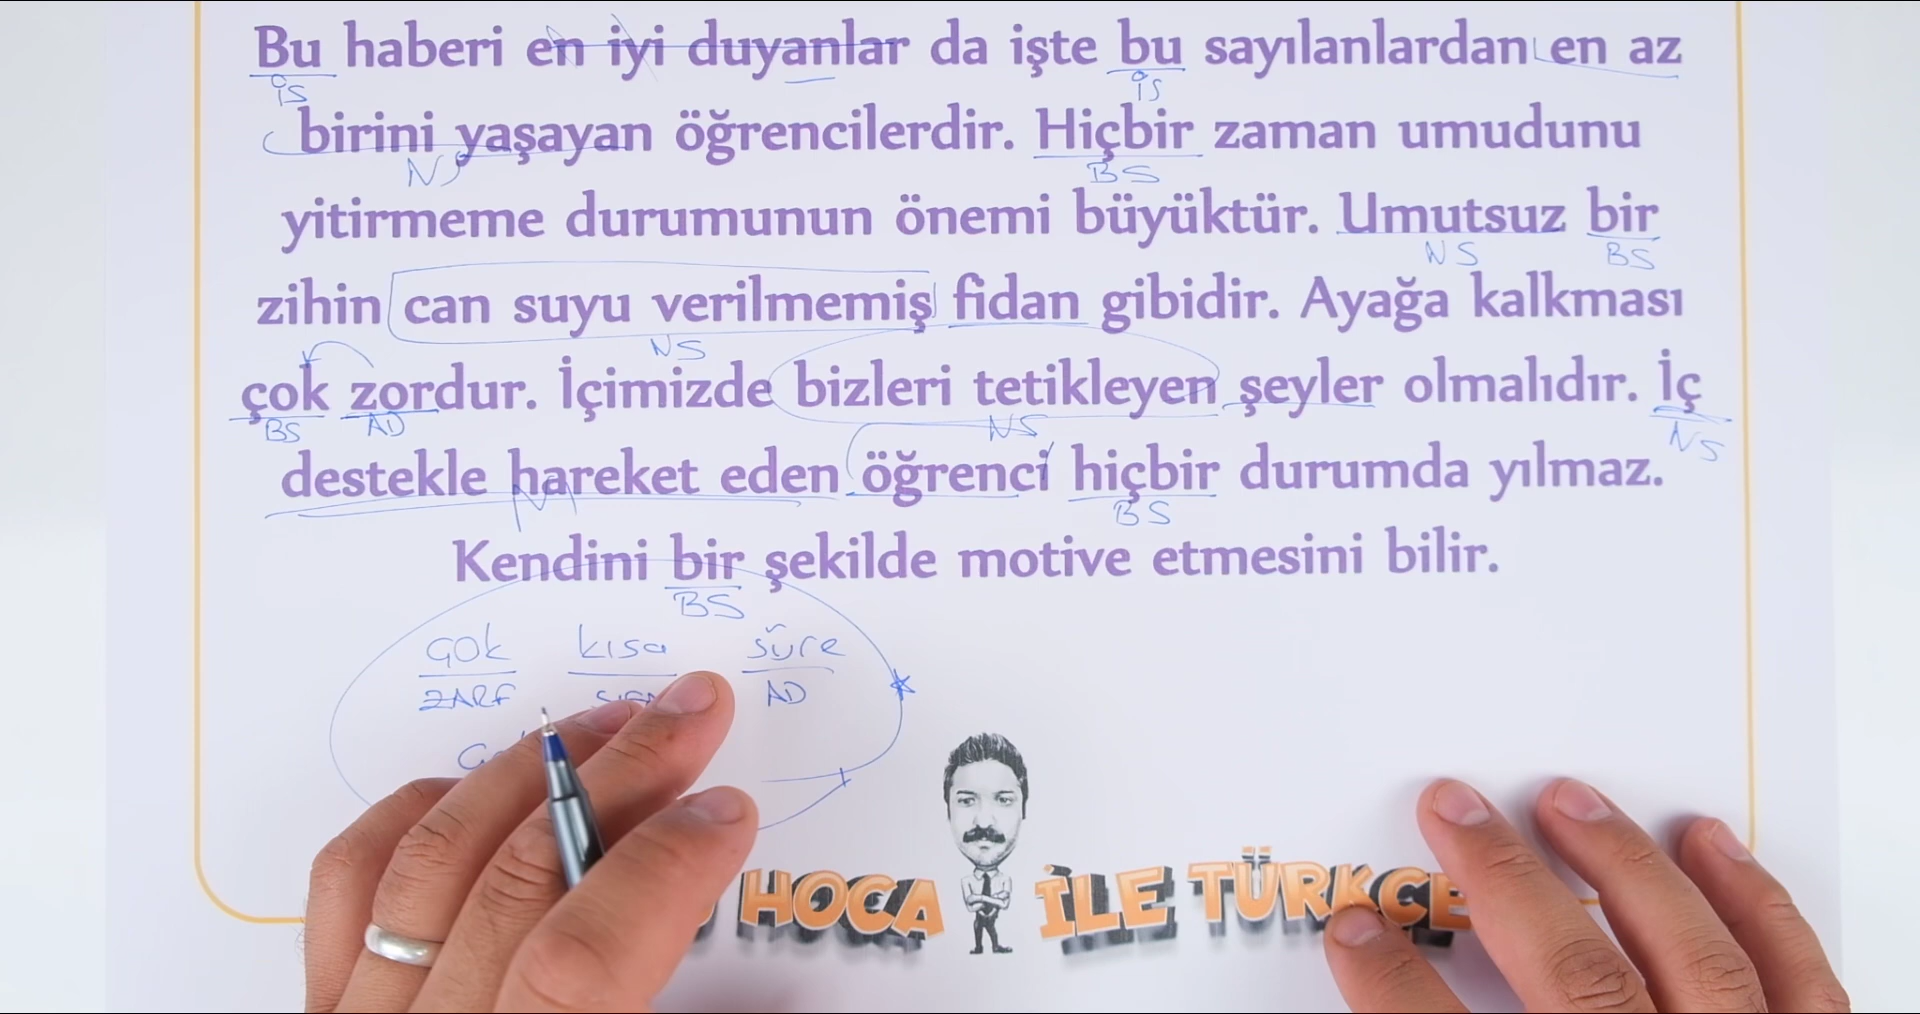 Bu haberi en iyi duyanlar da işte bu sayılanlardan en az
İS İS
birini yaşayan öğrencilerdir. Hiçbir zaman umudunu
NS BS
yitirmeme durumunun önemi büyüktür. Umutsuz bir
NS BS
zihin can suyu verilmemiş fidan gibidir. Ayağa kalkması
NS
çok zordur. İçimizde bizleri tetikleyen şeyler olmalıdır. İç
BS AD NS NS
destekle hareket eden öğrenci hiçbir durumda yılmaz.
BS
Kendini bir şekilde motive etmesini bilir.
BS
çok kısa süre
ZARF AD
HOCA İLE TÜRKÇE